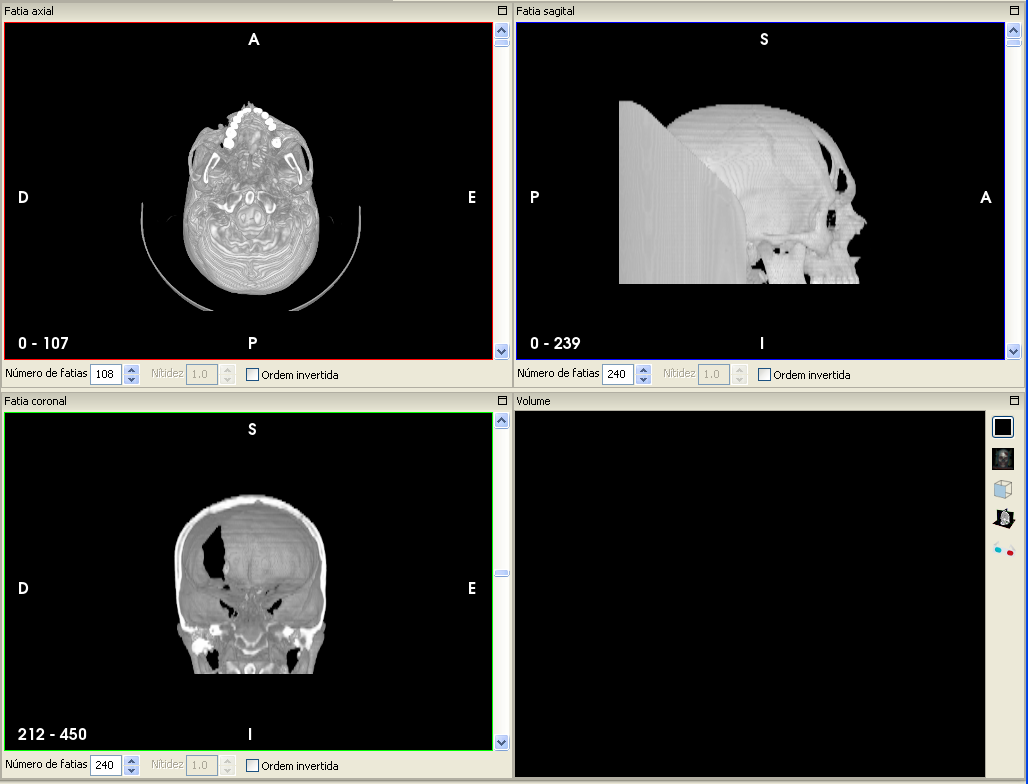 Fatia axial
A
D
E
0 - 107
P
Número de fatias 108 Nitidez 1.0 Ordem invertida
Fatia sagital
S
P
A
0 - 239
I
Número de fatias 240 Nitidez 1.0 Ordem invertida
Fatia coronal
S
D
E
212 - 450
I
Número de fatias 240 Nitidez 1.0 Ordem invertida
Volume